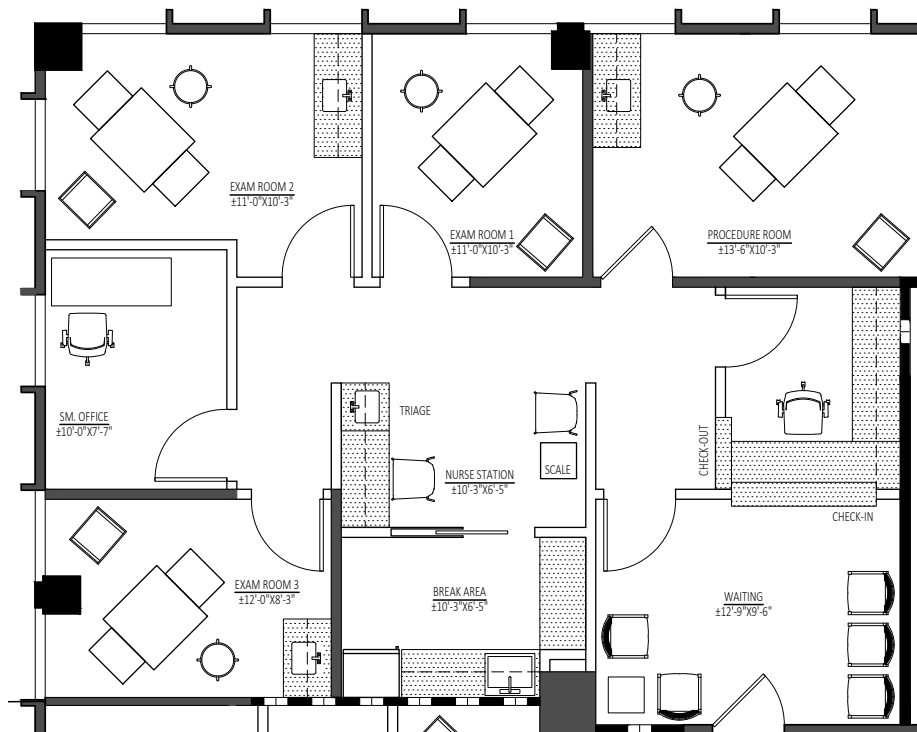 EXAM ROOM 2
±11'-0"X10'-3"
EXAM ROOM 1
±11'-0"X10'-3"
PROCEDURE ROOM
±13'-6"X10'-3"
SM. OFFICE
±10'-0"X7'-7"
TRIAGE
NURSE STATION
±10'-3"X6'-5"
SCALE
CHECK-OUT
CHECK-IN
EXAM ROOM 3
±12'-0"X8'-3"
BREAK AREA
±10'-3"X6'-5"
WAITING
±12'-9"X9'-6"